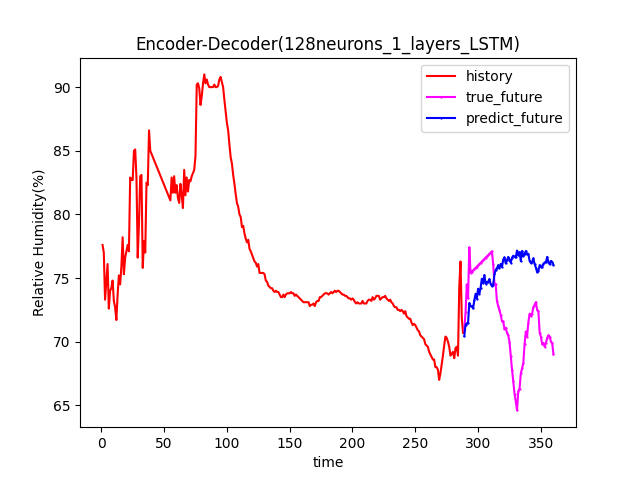 Encoder-Decoder(128neurons_1_layers_LSTM)
history
true_future
predict_future
Relative Humidity(%)
90
85
80
75
70
65
0 50 100 150 200 250 300 350
time